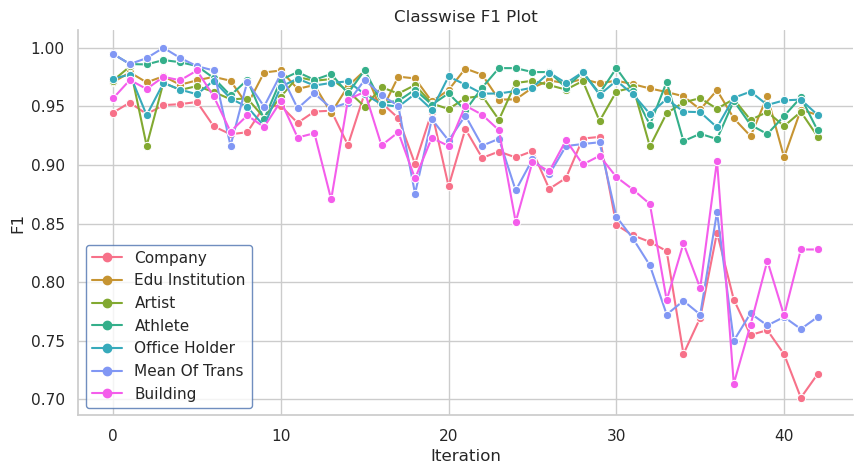 Classwise F1 Plot
1.00
0.95
0.90
0.85
0.80
0.75
0.70
F1
Company
Edu Institution
Artist
Athlete
Office Holder
Mean Of Trans
Building
0 10 20 30 40
Iteration